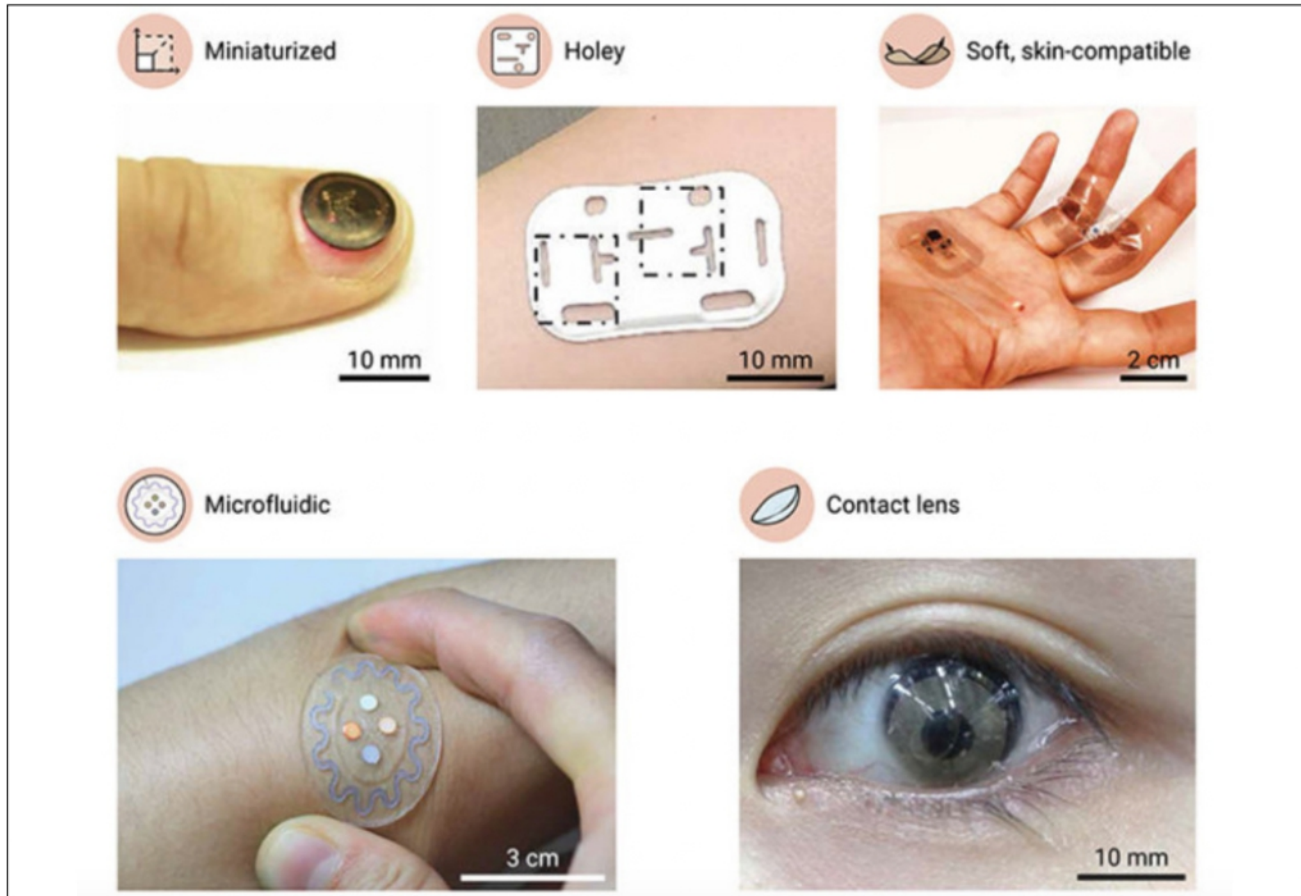 Miniaturized
Holey
Soft, skin-compatible
10 mm
10 mm
2 cm
Microfluidic
Contact lens
3 cm
10 mm